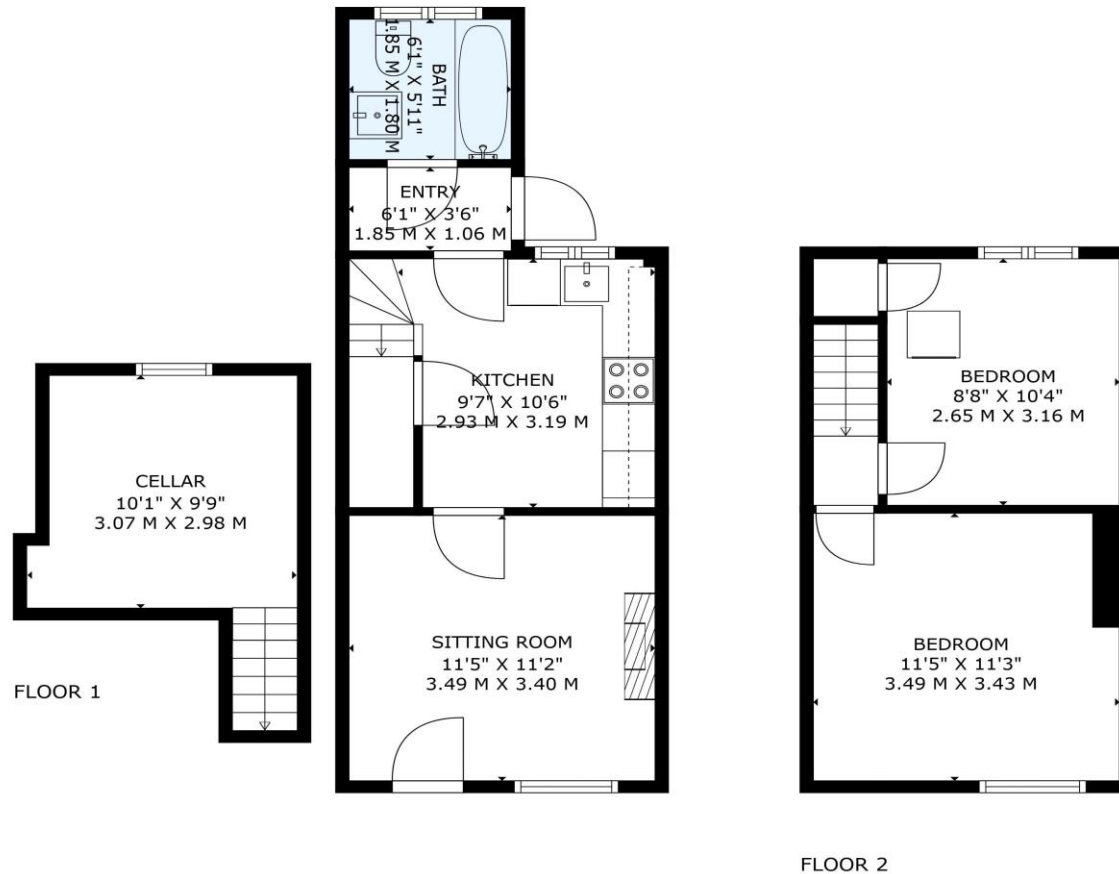 BATH
6'1" X 5'11"
1.85 M X 1.80 M
ENTRY
6'1" X 3'6"
1.85 M X 1.06 M
KITCHEN
9'7" X 10'6"
2.93 M X 3.19 M
BEDROOM
8'8" X 10'4"
2.65 M X 3.16 M
CELLAR
10'1" X 9'9"
3.07 M X 2.98 M
SITTING ROOM
11'5" X 11'2"
3.49 M X 3.40 M
BEDROOM
11'5" X 11'3"
3.49 M X 3.43 M
FLOOR 1
FLOOR 2